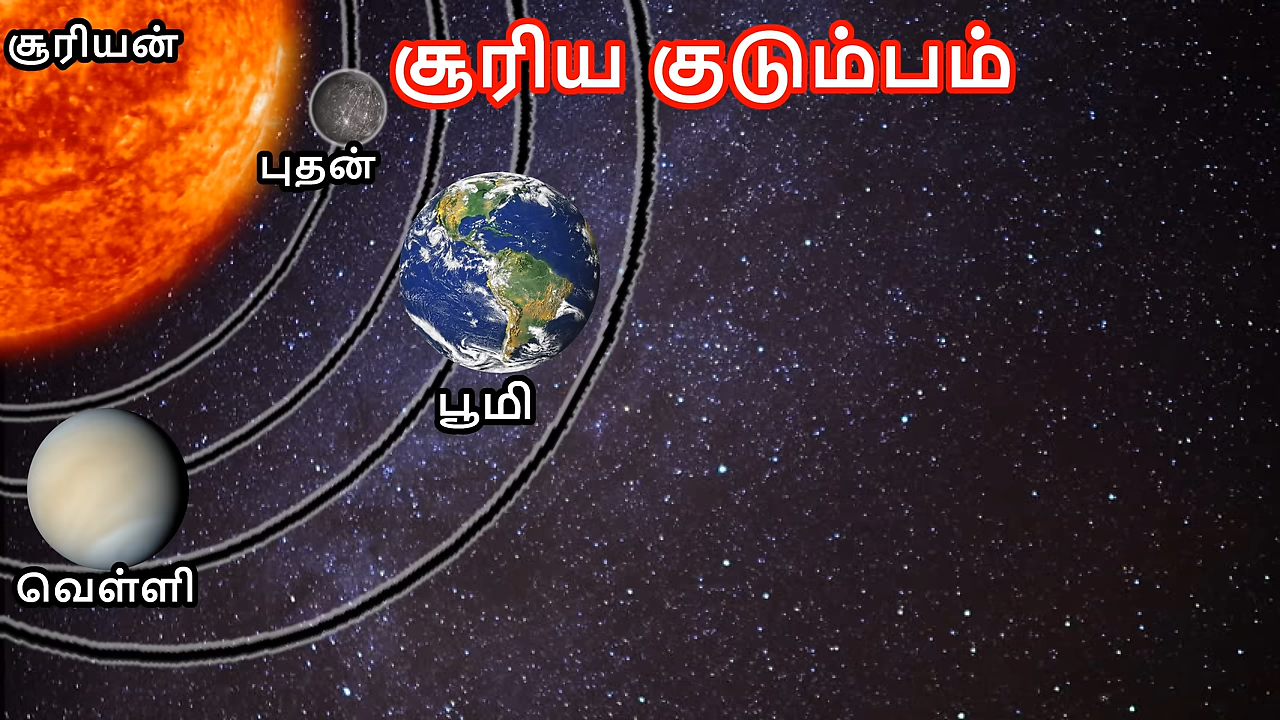 சூரியன்
சூரிய குடும்பம்
புதன்
பூமி
வெள்ளி